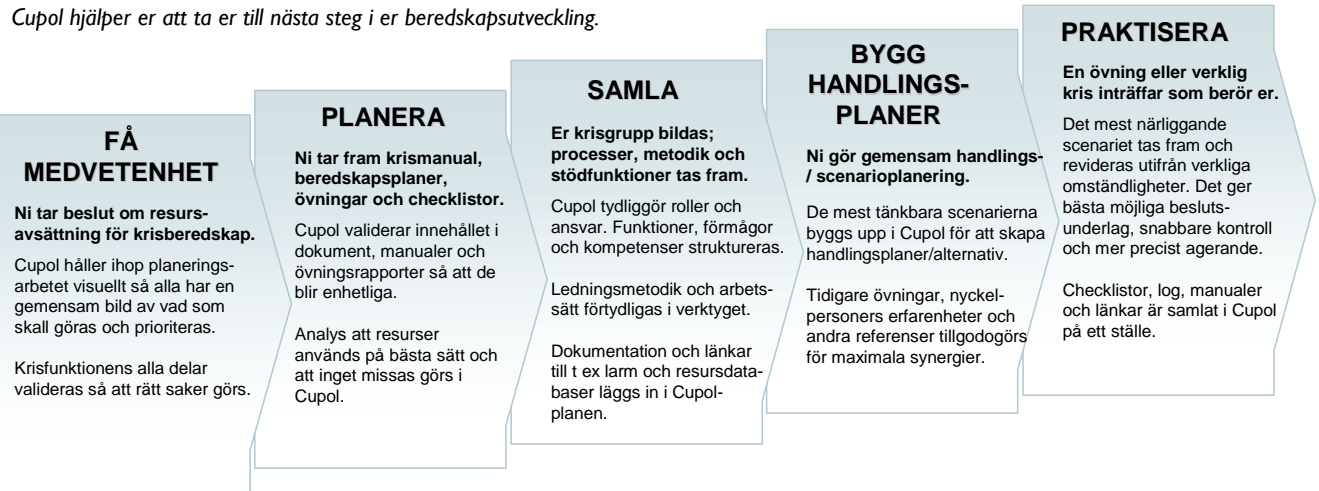 Cupol hjälper er att ta er till nästa steg i er beredskapsutveckling.
FÅ
MEDVETENHET
Ni tar beslut om resurs-
avsättning för krisberedskap.
Cupol håller ihop planerings-
arbetet visuellt så alla har en
gemensam bild av vad som
skall göras och prioriteras.
Krisfunktionens alla delar
valideras så att rätt saker görs.
PLANERA
Ni tar fram krismanual,
beredskapsplaner,
övningar och checklistor.
Cupol validerar innehållet i
dokument, manualer och
övningsrapporter så att de
blir enhetliga.
Analys att resurser
används på bästa sätt och
att inget missas görs i
Cupol.
SAMLA
Er krisgrupp bildas;
processer, metodik och
stödfunktioner tas fram.
Cupol tydliggör roller och
ansvar. Funktioner, förmågor
och kompetenser struktureras.
Ledningsmetodik och arbets-
sätt förtydligas i verktyget.
Dokumentation och länkar
till t ex larm och resursdata-
baser läggs in i Cupol-
planen.
BYGG
HANDLINGS-
PLANER
Ni gör gemensam handlings-
/ scenarioplanering.
De mest tänkbara scenarierna
byggs upp i Cupol för att skapa
handlingsplaner/alternativ.
Tidigare övningar, nyckel-
personers erfarenheter och
andra referenser tillgodogörs
för maximala synergier.
PRAKTISERA
En övning eller verklig
kris inträffar som berör er.
Det mest närliggande
scenariet tas fram och
revideras utifrån verkliga
omständigheter. Det ger
bästa möjliga besluts-
underlag, snabbare kontroll
och mer precist agerande.
Checklistor, log, manualer
och länkar är samlat i Cupol
på ett ställe.